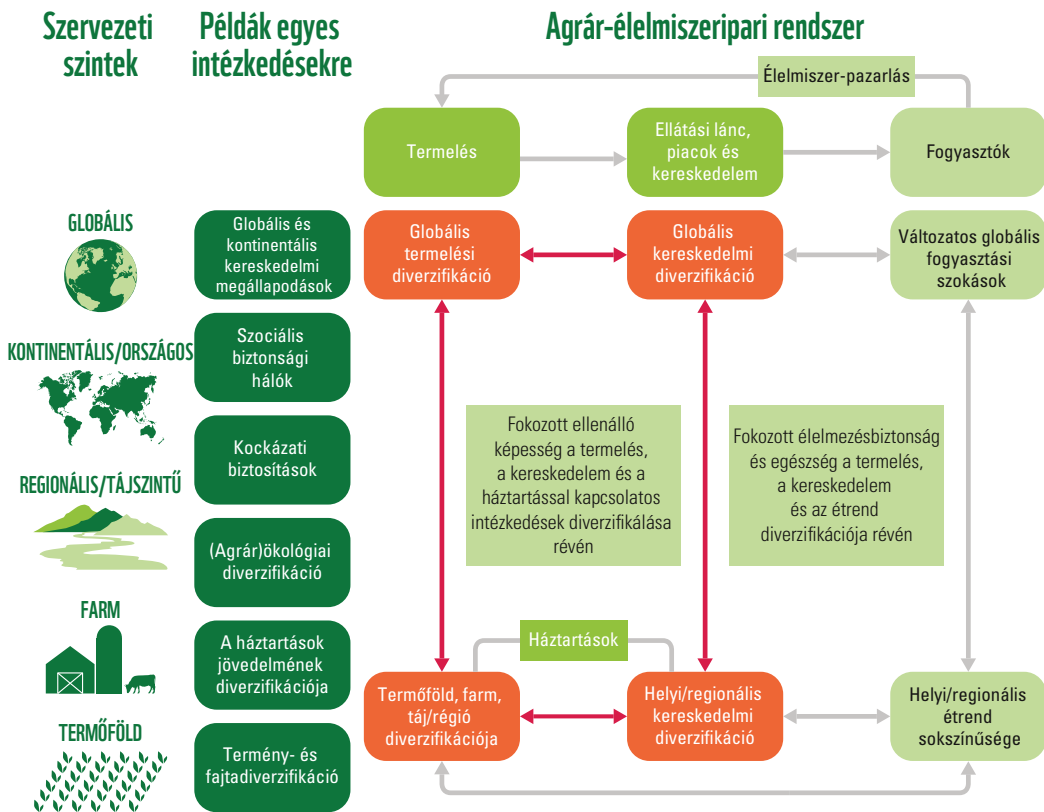 Szervezeti
szintek
Példák egyes
intézkedésekre
Agrár-élelmiszeripari rendszer
Élelmiszer-pazarlás
Termelés
Ellátási lánc,
piacok és
kereskedelem
Fogyasztók
GLOBÁLIS
Globális és
kontinentális
kereskedelmi
megállapodások
Globális
termelési
diverzifikáció
Globális
kereskedelmi
diverzifikáció
Változatos globális
fogyasztási
szokások
KONTINENTÁLIS/ORSZÁGOS
Szociális
biztonsági
hálók
Kockázati
biztosítások
Fokozott ellenálló
képesség a termelés,
a kereskedelem és a
háztartással kapcsolatos
intézkedések diverzifikálása
révén
Fokozott élelmezésbiztonság
és egészség a termelés,
a kereskedelem
és az étrend
diverzifikációja révén
REGIONÁLIS/TÁJSZINTŰ
(Agrár)ökológiai
diverzifikáció
FARM
A háztartások
jövedelmének
diverzifikációja
Háztartások
Termőföld, farm,
táj/régió
diverzifikációja
Helyi/regionális
kereskedelmi
diverzifikáció
Helyi/regionális
étrend
sokszínűsége
TERMŐFÖLD
Termény- és
fajtadiverzifikáció